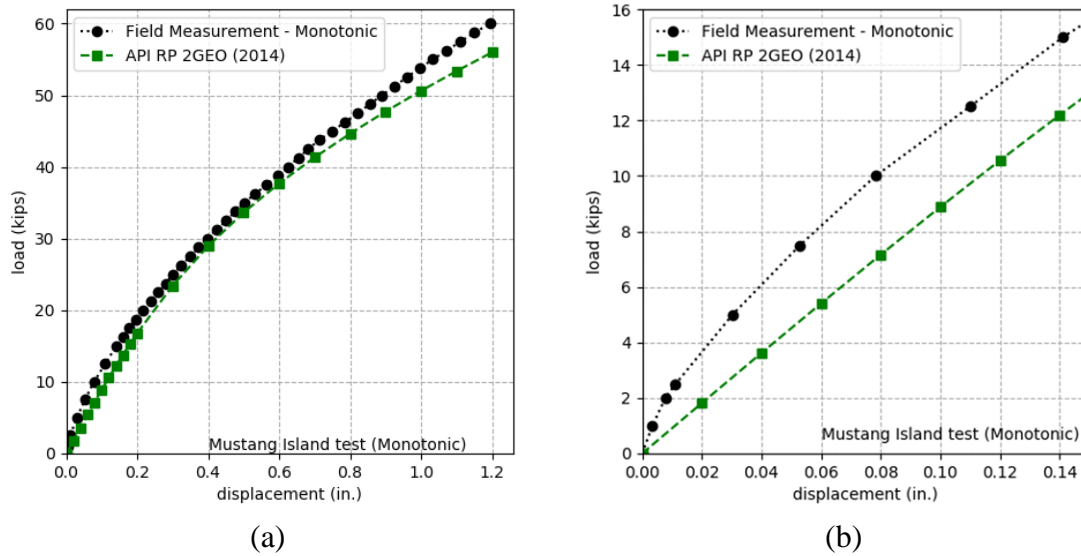 Field Measurement - Monotonic
API RP 2GEO (2014)
60
50
40
30
20
10
0
load (kips)
Mustang Island test (Monotonic)
0.0 0.2 0.4 0.6 0.8 1.0 1.2
displacement (in.)
(a)
Field Measurement - Monotonic
API RP 2GEO (2014)
16
14
12
10
8
6
4
2
0
load (kips)
Mustang Island test (Monotonic)
0.00 0.02 0.04 0.06 0.08 0.10 0.12 0.14
displacement (in.)
(b)